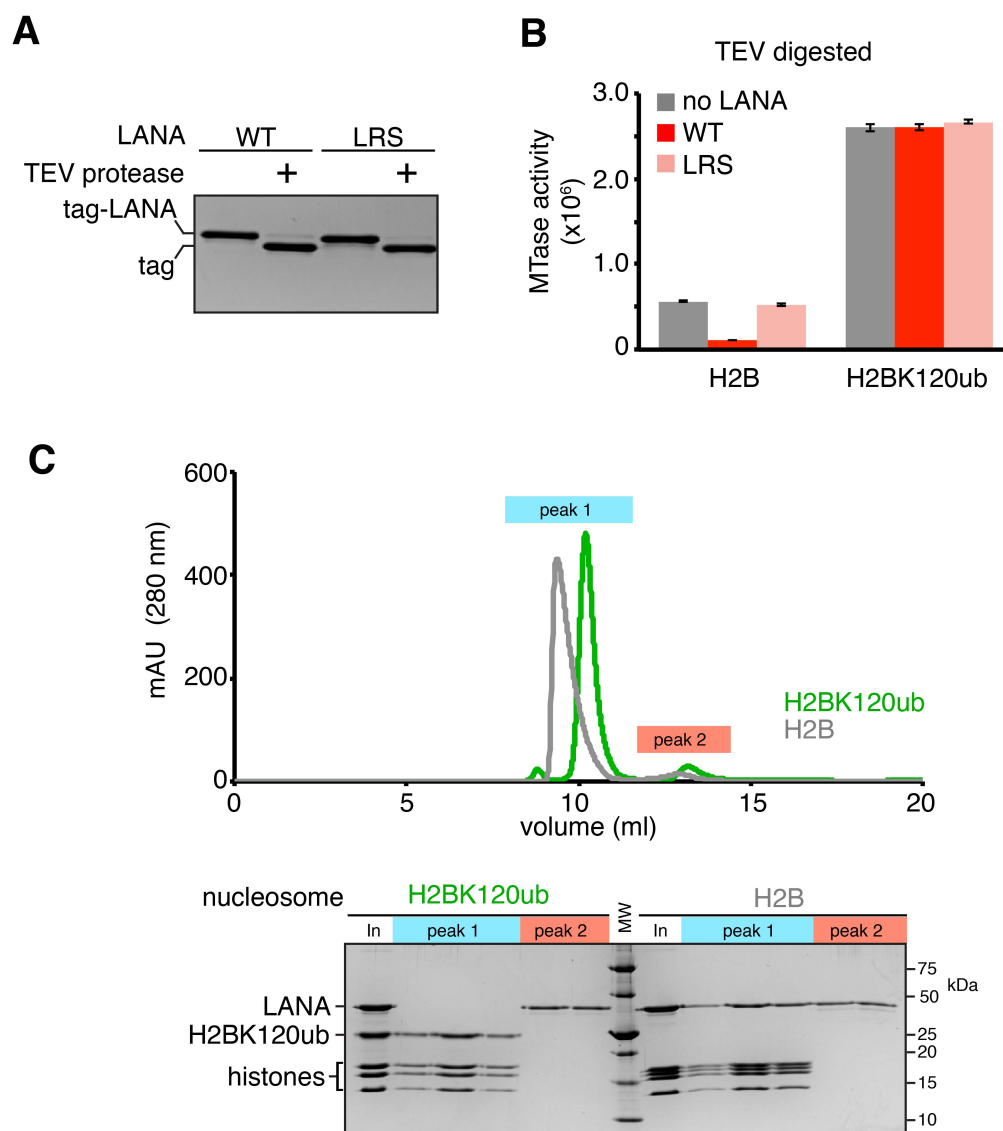 A
LANA WT LRS
TEV protease + +
tag-LANA
tag
B
TEV digested
MTase activity
(x10⁶)
3.0
2.0
1.0
0
no LANA
WT
LRS
H2B H2BK120ub
C
mAU (280 nm)
600
400
200
0
peak 1
peak 2
H2BK120ub
H2B
0 5 10 15 20
volume (ml)
nucleosome H2BK120ub MW H2B
In peak 1 peak 2 In peak 1 peak 2
LANA
H2BK120ub
histones
75
50 kDa
25
20
15
10